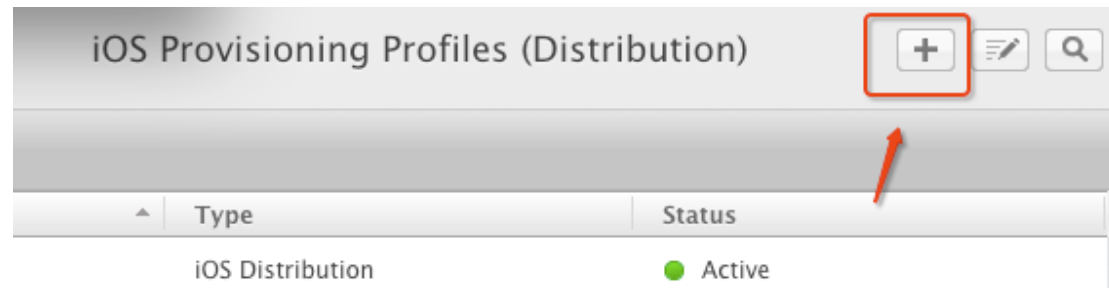 iOS Provisioning Profiles (Distribution)
Type
Status
iOS Distribution
Active